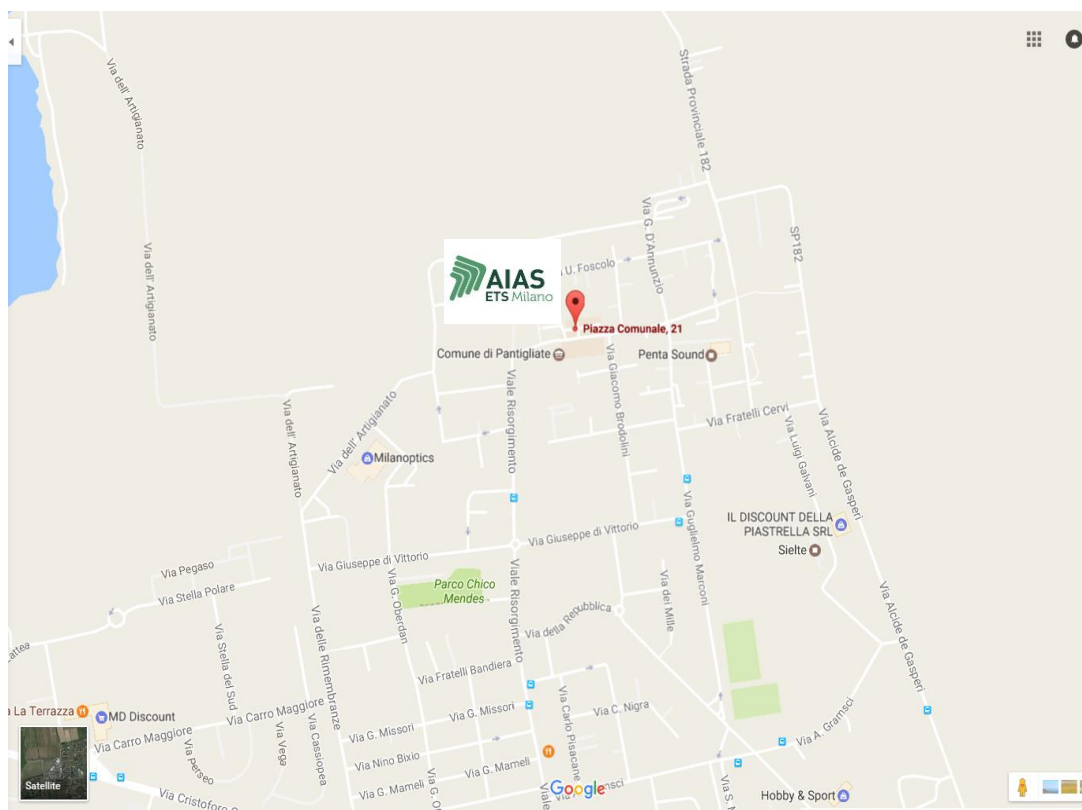 Via dell' Artigianato
Strada Provinciale 182
Via G. D'Annunzio
SP182
Via dell' Artigianato
AIAS
ETS Milano
U. Foscolo
Piazza Comunale, 21
Comune di Pantigliate
Penta Sound
Via Giacomo Brodolini
Viale Risorgimento
Via dell' Artigianato
Via dell' Artigianato
Via Fratelli Cervi
Via Luigi Galvani
Via Alcide de Gasperi
Milanoptics
Via Guglielmo Marconi
IL DISCOUNT DELLA
PIASTRELLA SRL
Sielte
Via Giuseppe di Vittorio
Via Giuseppe di Vittorio
Via Pegaso
Via Stella Polare
Parco Chico
Mendes
Via G. Oberdan
Viale Risorgimento
Via della Repubblica
Via dei Mille
Via Alcide de Gasperi
Via Stella del Sud
Via delle Rimembranze
Via Fratelli Bandiera
La Terrazza
MD Discount
Via Carro Maggiore
Via Carro Maggiore
Via G. Missori
Via G. Missori
Via Carlo Pisacane
Via C. Nigra
Via A. Gramsci
Via Perseo
Via Vega
Via Cassiopea
Via Nino Bixio
Via G. Mameli
Via G. Mameli
Satellite
Via Cristoforo
Viale
Google
Hobby & Sport